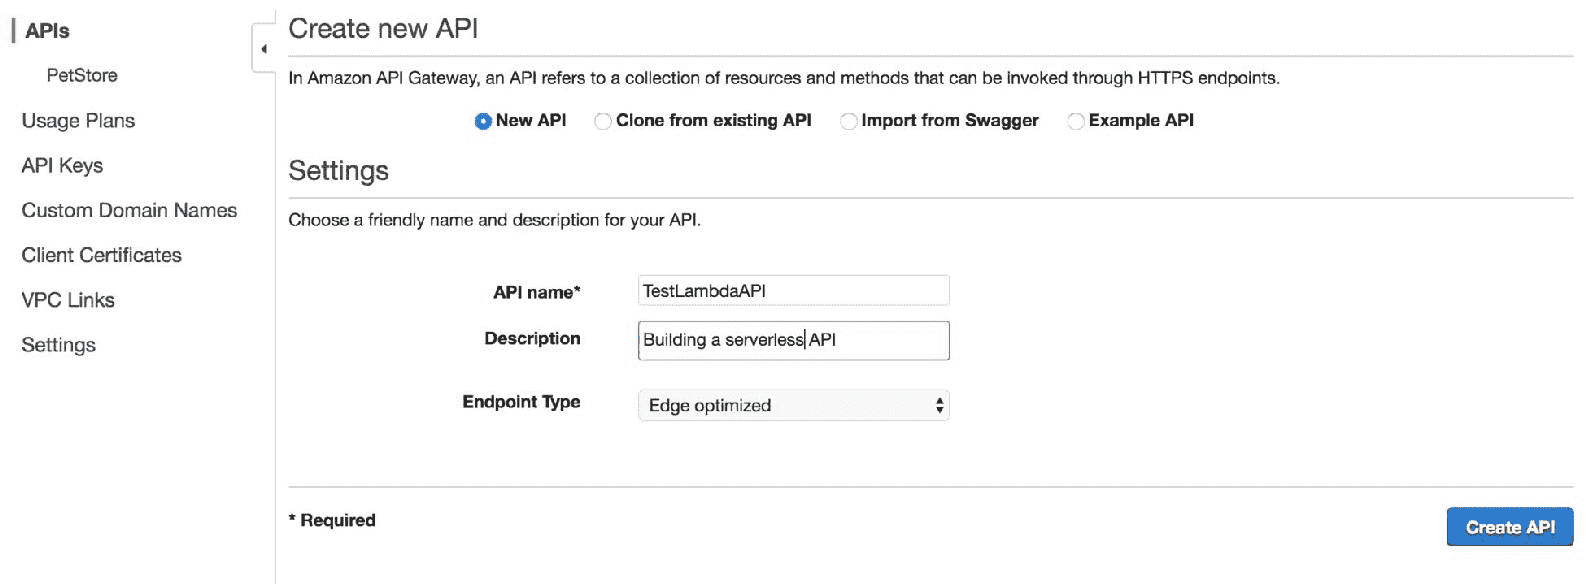 APIs
PetStore
Usage Plans
API Keys
Custom Domain Names
Client Certificates
VPC Links
Settings
Create new API
In Amazon API Gateway, an API refers to a collection of resources and methods that can be invoked through HTTPS endpoints.
New API Clone from existing API Import from Swagger Example API
Settings
Choose a friendly name and description for your API.
API name* TestLambdaAPI
Description Building a serverless API
Endpoint Type Edge optimized
* Required
Create API